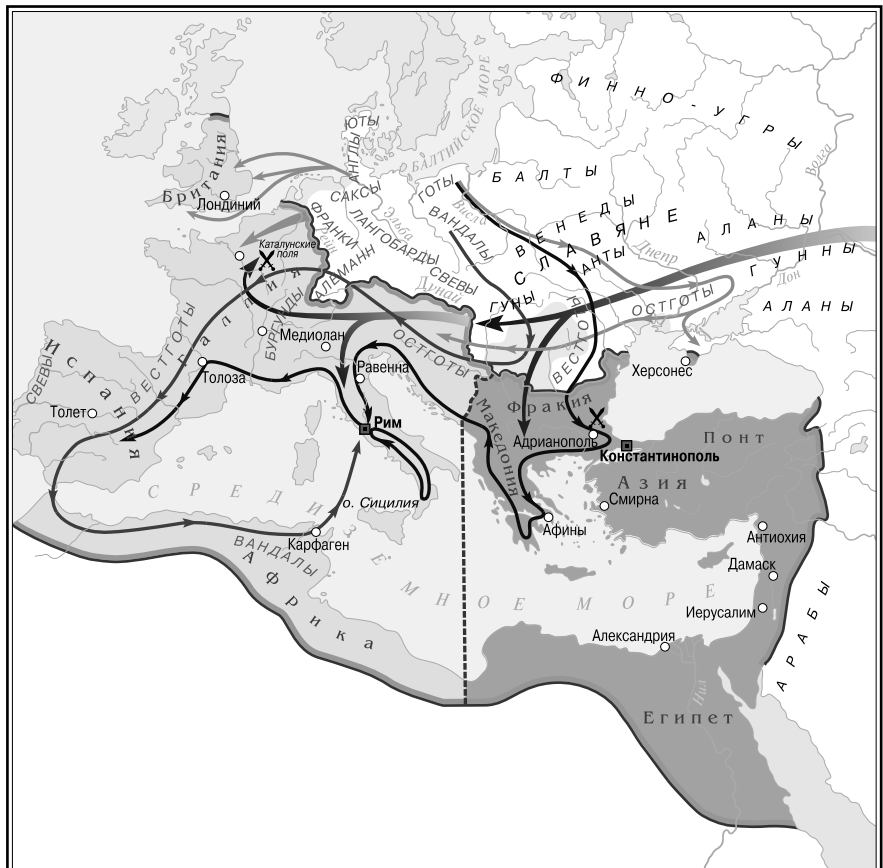 ФИННО-УГРЫ
БАЛТИЙСКОЕ МОРЕ
ЮТЫ
АНГЛЫ
Волга
Британия
БАЛТЫ
ГОТЫ
САКСЫ
Лондиний
Висла
ВЕНЕДЫ
СЛАВЯНЕ
АЛАНЫ
ФРАНКИ
Рейн
Эльба
ВАНДАЛЫ
ЛАНГОБАРДЫ
АНТЫ
Днепр
ГУННЫ
Каталунские
поля
АЛЕМАНН
СВЕВЫ
Дунай
Дон
ГУНЫ
ОСТГОТЫ
АЛАНЫ
Галлия
БУРГУНДЫ
ВЕСТГОТЫ
Медиолан
ОСТГОТЫ
ВЕСТГОТЫ
Испания
СВЕВЫ
Равенна
Херсонес
Толоза
Толет
Рим
Македония
Фракия
Адрианополь
Константинополь
Понт
Азия
СРЕДИЗЕМНОЕ МОРЕ
о. Сицилия
Смирна
Афины
Карфаген
ВАНДАЛЫ
Африка
Антиохия
Дамаск
Иерусалим
АРАБЫ
Александрия
Нил
Египет